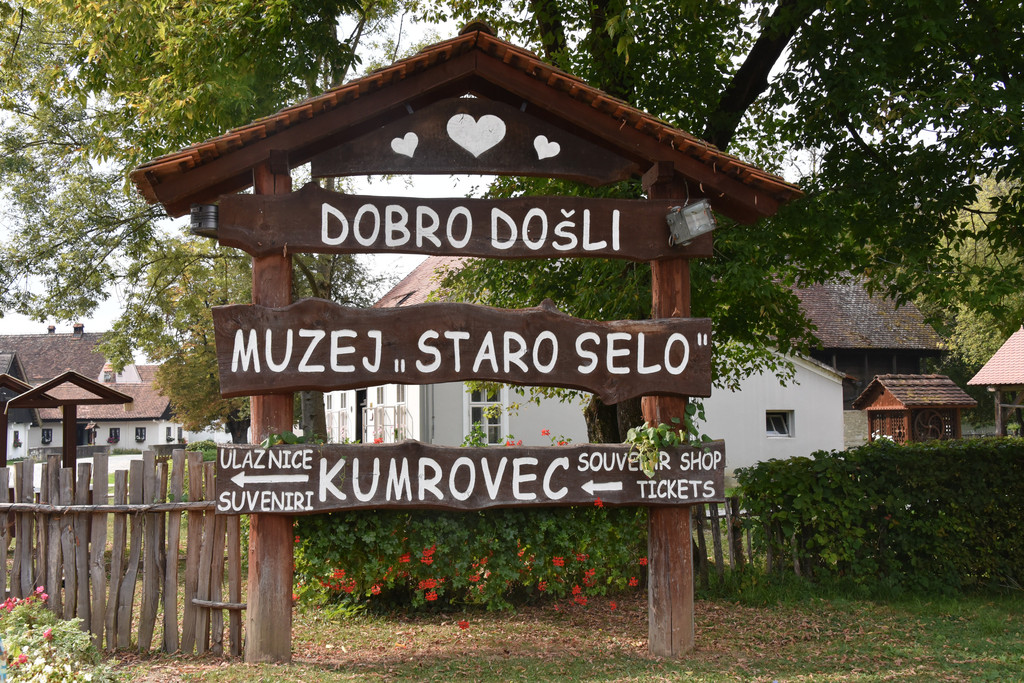 DOBRO DOŠLI
MUZEJ „STARO SELO”
ULAZNICE
SUVENIRI
KUMROVEC
SOUVENIR SHOP
TICKETS